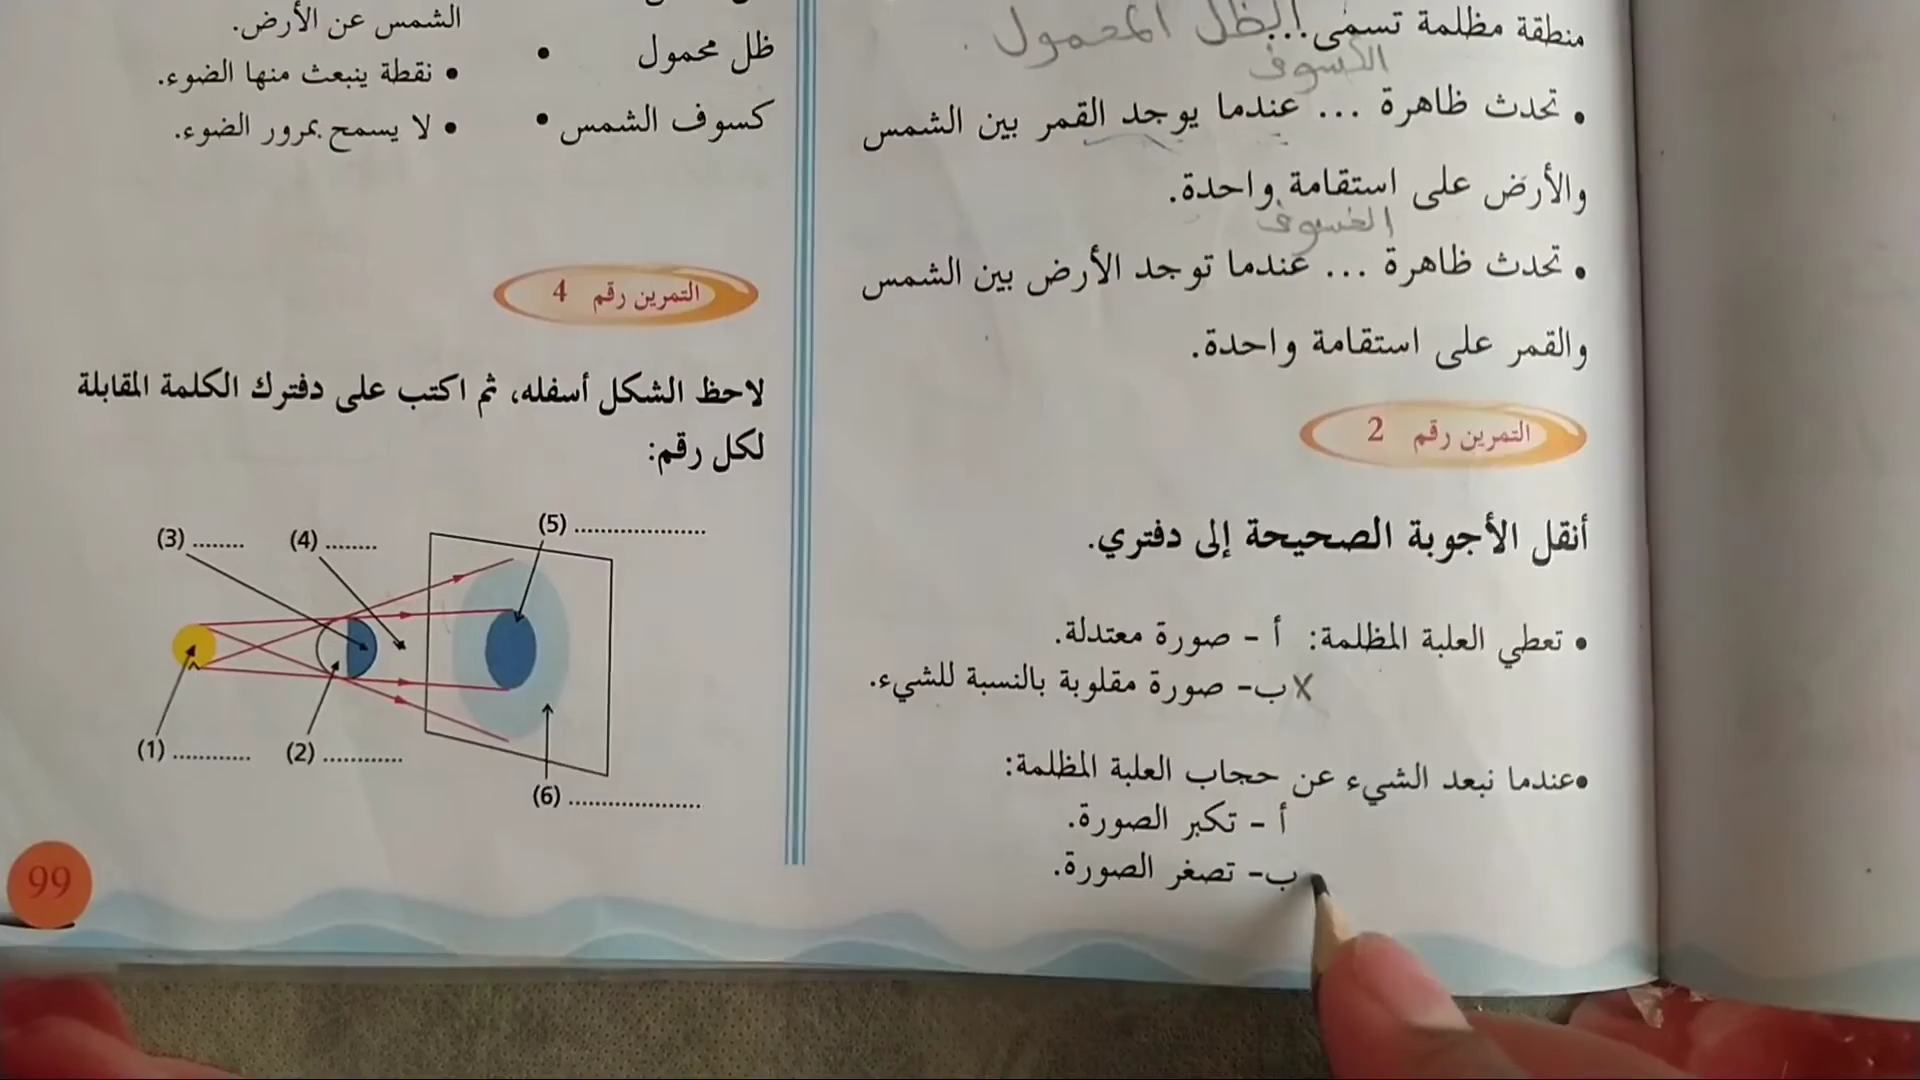 منطقة مظلمة تسمى...الظل المحمول.
الكسوف
• تحدث ظاهرة ... عندما يوجد القمر بين الشمس
والأرض على استقامة واحدة.
الخسوف
• تحدث ظاهرة ... عندما توجد الأرض بين الشمس
والقمر على استقامة واحدة.
التمرين رقم 2
أنقل الأجوبة الصحيحة إلى دفتري.
• تعطي العلبة المظلمة: أ - صورة معتدلة.
X ب- صورة مقلوبة بالنسبة للشيء.
•عندما نبعد الشيء عن حجاب العلبة المظلمة:
أ - تكبر الصورة.
ب- تصغر الصورة.
الشمس عن الأرض.
ظل محمول •
• نقطة ينبعث منها الضوء.
كسوف الشمس •
• لا يسمح بمرور الضوء.
التمرين رقم 4
لاحظ الشكل أسفله، ثم اكتب على دفترك الكلمة المقابلة
لكل رقم:
(3) ........ (4) ........ (5) ....................
(1) ............ (2) ............
(6) ....................
99